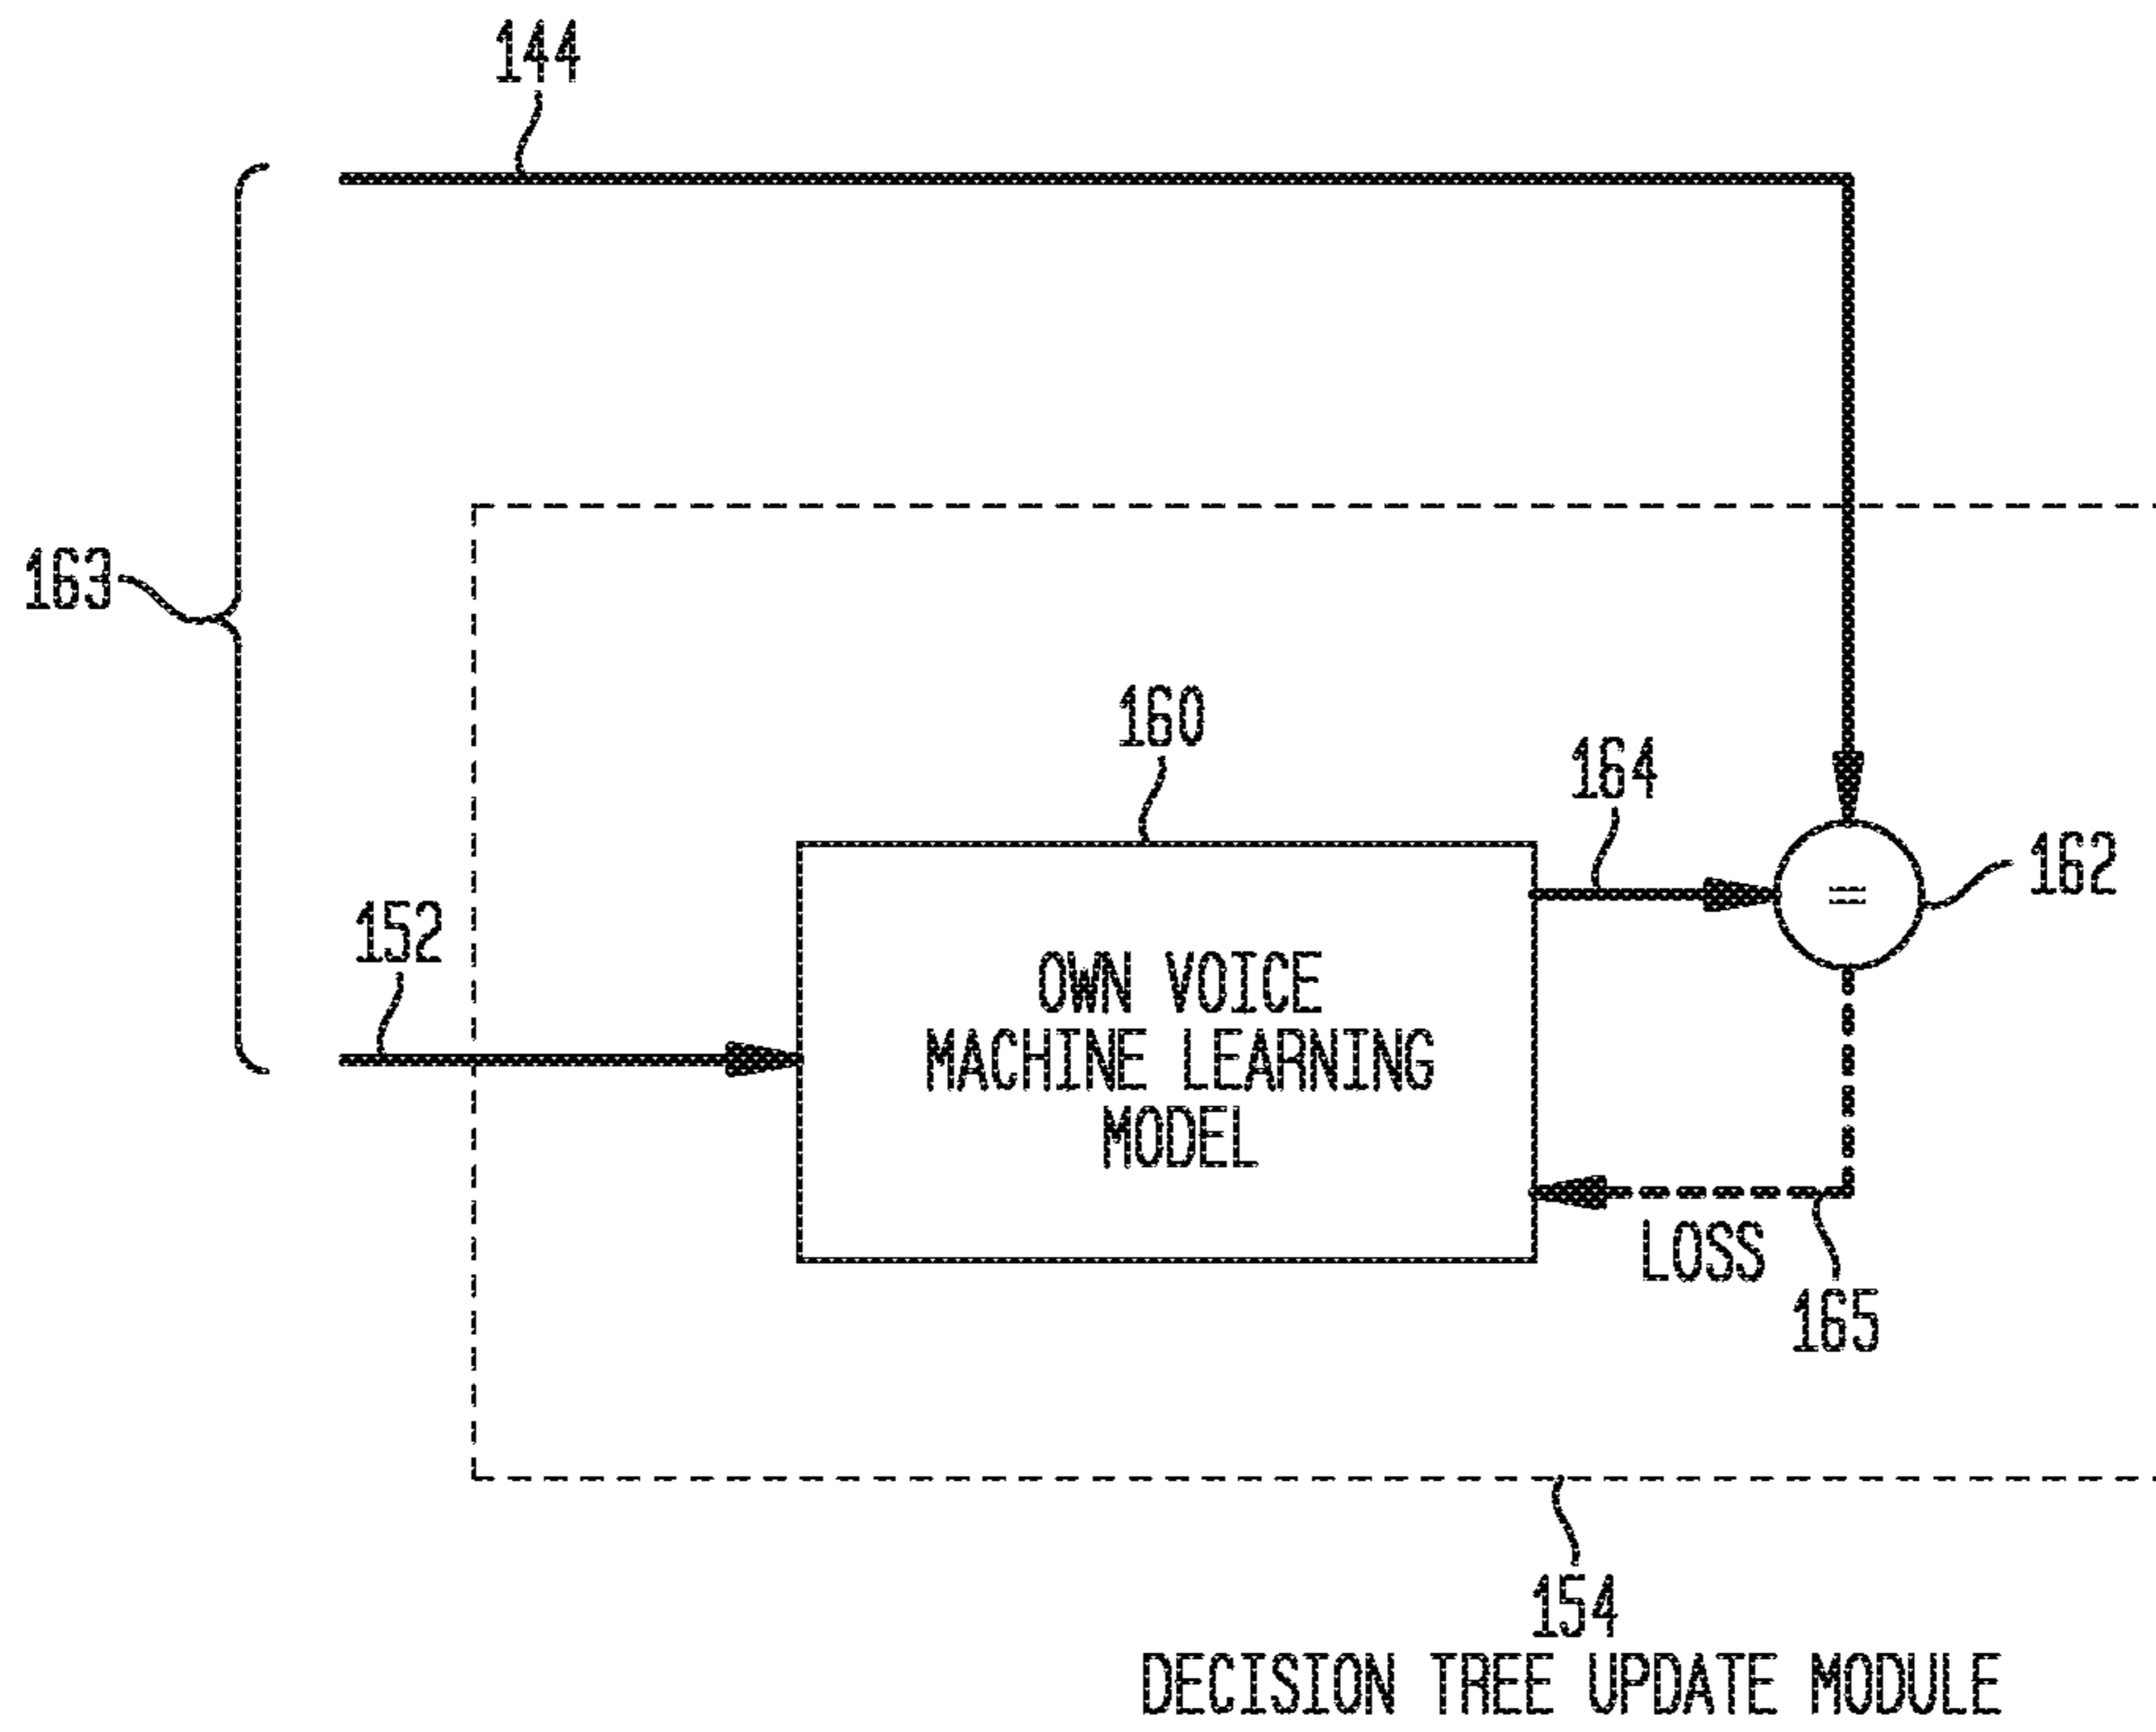 144
163
160
164
162
152
=
OWN VOICE
MACHINE LEARNING
MODEL
LOSS
165
154
DECISION TREE UPDATE MODULE